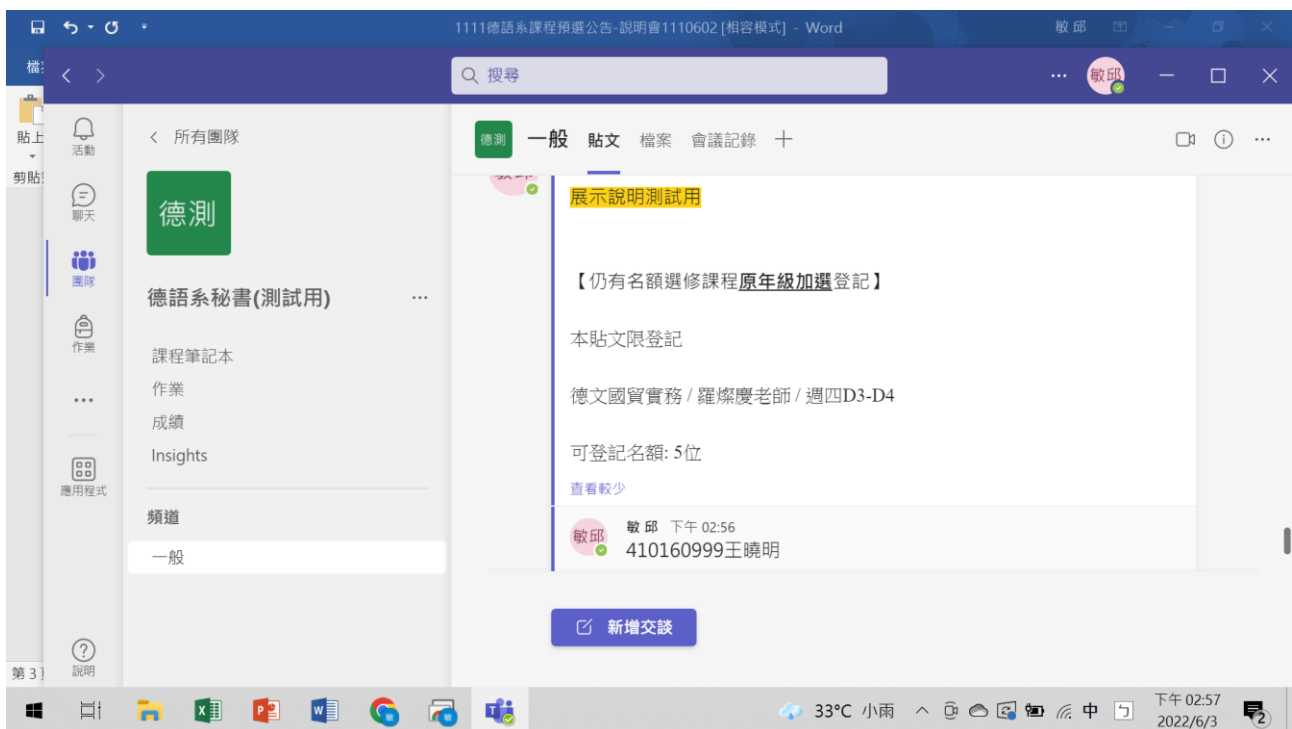 1111德語系課程預選公告-說明會1110602 [相容模式] - Word
敏 邱
檔
搜尋
敏邱
貼上
剪貼
活動
聊天
團隊
作業
應用程式
說明
第 3
所有團隊
德測
德語系秘書(測試用)
課程筆記本
作業
成績
Insights
頻道
一般
德測 一般 貼文 檔案 會議記錄
展示說明測試用
【仍有名額選修課程原年級加選登記】
本貼文限登記
德文國貿實務 / 羅燦慶老師 / 週四D3-D4
可登記名額: 5位
查看較少
敏邱
敏 邱 下午 02:56
410160999王曉明
新增交談
33°C 小雨
中
ㄅ
下午 02:57
2022/6/3
2